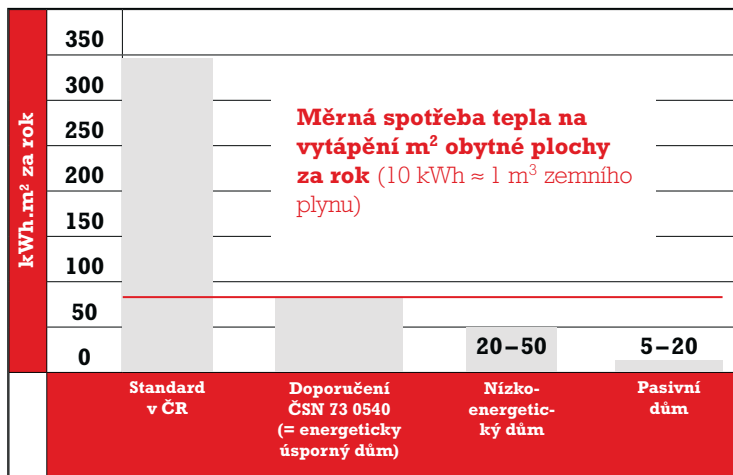 kWh.m² za rok
350
300
250
200
150
100
50
0
Měrná spotřeba tepla na
vytápění m² obytné plochy
za rok (10 kWh ≈ 1 m³ zemního
plynu)
20–50
5–20
Standard
v ČR
Doporučení
ČSN 73 0540
(= energeticky
úsporný dům)
Nízko-
energetic-
ký dům
Pasivní
dům